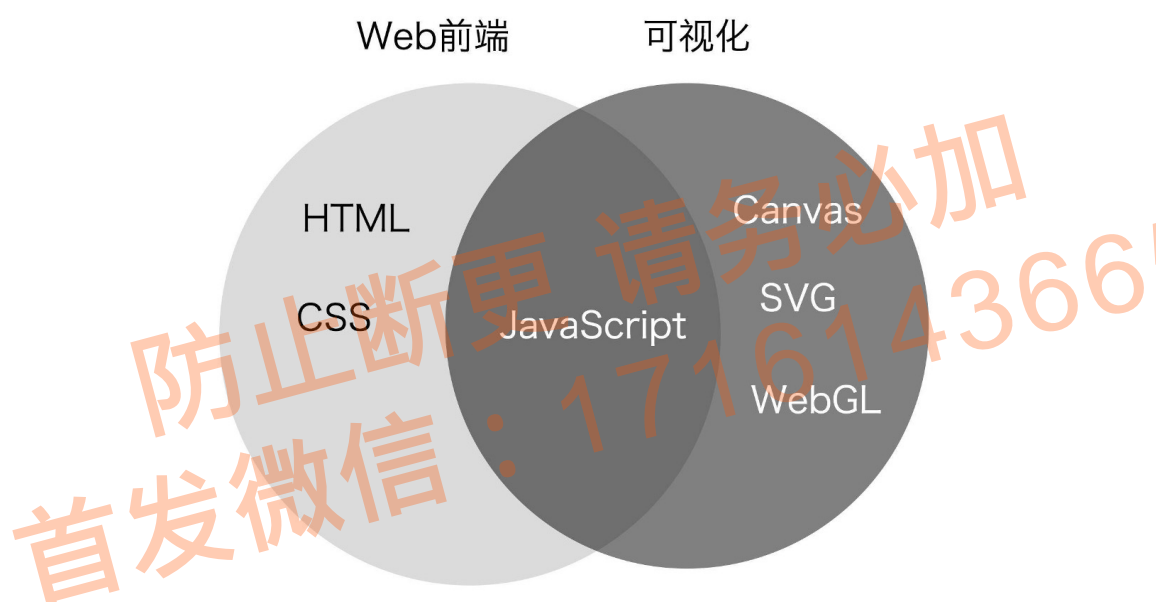 Web前端
可视化
HTML
CSS
JavaScript
Canvas
SVG
WebGL
防止断更 请务必加
首发微信：17161436